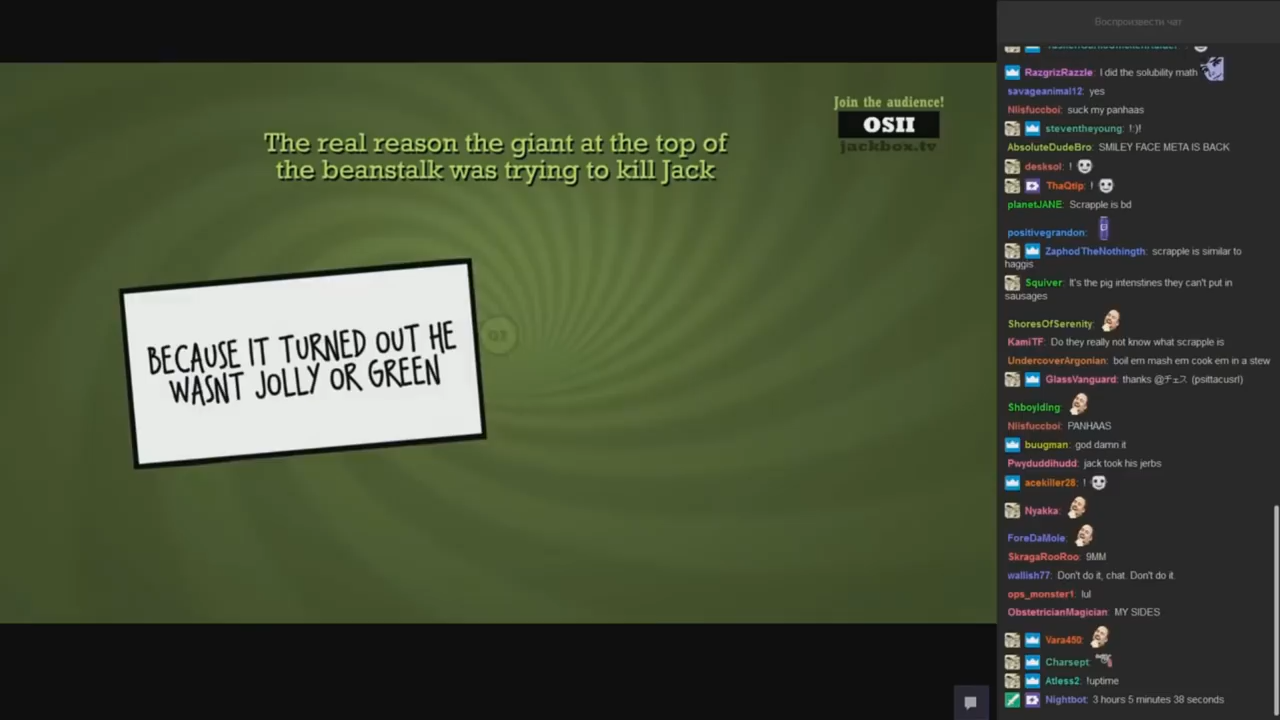 Воспроизвести чат
Join the audience!
OSII
jackbox.tv
The real reason the giant at the top of
the beanstalk was trying to kill Jack
BECAUSE IT TURNED OUT HE
WASNT JOLLY OR GREEN
RazgrizRazzle: I did the solubility math
savageanimal12: yes
Nlisfuccboi: suck my panhaas
steventheyoung: !:)!
AbsoluteDudeBro: SMILEY FACE META IS BACK
desksol: !
ThaQtip: !
planetJANE: Scrapple is bd
positivegrandon:
ZaphodTheNothingth: scrapple is similar to
haggis
Squiver: It's the pig intenstines they can't put in
sausages
ShoresOfSerenity:
KamiTF: Do they really not know what scrapple is
UndercoverArgonian: boil em mash em cook em in a stew
GlassVanguard: thanks @チェス (psittacusrl)
Shboylding:
Nlisfuccboi: PANHAAS
buugman: god damn it
Pwyduddihudd: jack took his jerbs
acekiller28: !
Nyakka:
ForeDaMole:
SkragaRooRoo: 9MM
wallish77: Don't do it, chat. Don't do it
ops_monster1: lul
ObstetricianMagician: MY SIDES
Vara450:
Charsept:
Atless2: !uptime
Nightbot: 3 hours 5 minutes 38 seconds